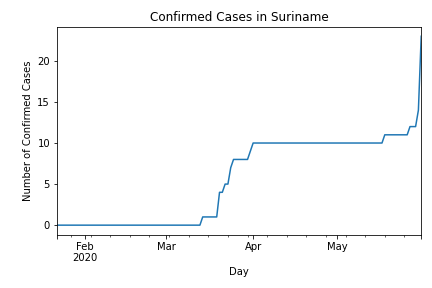 Confirmed Cases in Suriname
Number of Confirmed Cases
20
15
10
5
0
Feb
2020
Mar
Apr
May
Day